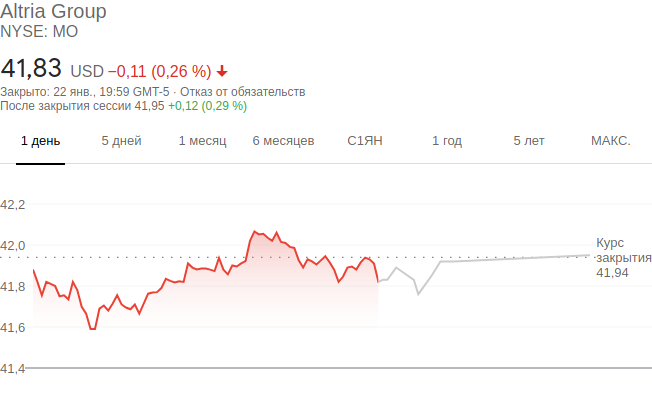 Altria Group
NYSE: MO
41,83 USD −0,11 (0,26 %)
Закрыто: 22 янв., 19:59 GMT-5 · Отказ от обязательств
После закрытия сессии 41,95 +0,12 (0,29 %)
1 день 5 дней 1 месяц 6 месяцев С1ЯН 1 год 5 лет МАКС.
42,2
42,0
41,8
41,6
41,4
Курс
закрытия
41,94